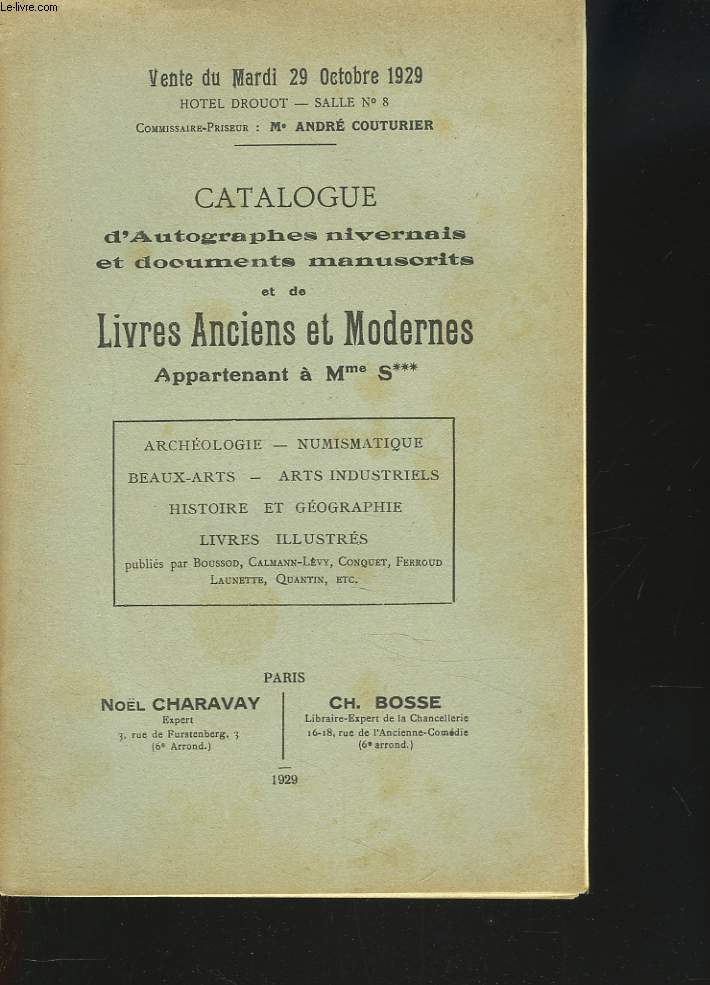 Le-livre.com
Vente du Mardi 29 Octobre 1929
HOTEL DROUOT — SALLE Nº 8
COMMISSAIRE-PRISEUR : Mᵉ ANDRÉ COUTURIER
CATALOGUE
d'Autographes nivernais
et documents manuscrits
et de
Livres Anciens et Modernes
Appartenant à Mᵐᵉ S***
ARCHÉOLOGIE — NUMISMATIQUE
BEAUX-ARTS — ARTS INDUSTRIELS
HISTOIRE ET GÉOGRAPHIE
LIVRES ILLUSTRÉS
publiés par BOUSSOD, CALMANN-LÉVY, CONQUET, FERROUD
LAUNETTE, QUANTIN, ETC.
PARIS
NOËL CHARAVAY
Expert
3, rue de Furstenberg, 3
(6ᵉ Arrond.)
CH. BOSSE
Libraire-Expert de la Chancellerie
16-18, rue de l'Ancienne-Comédie
(6ᵉ arrond.)
1929